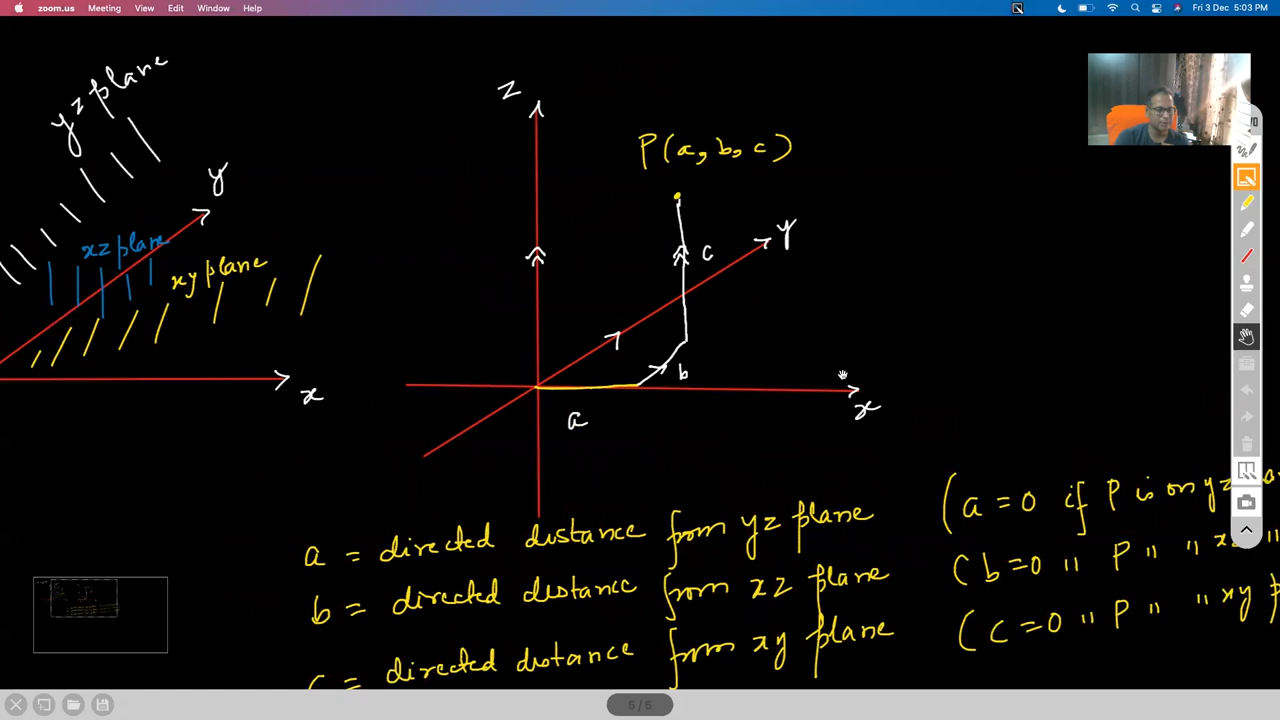 zoom.us Meeting View Edit Window Help
Fri 3 Dec 5:03 PM
yz plane
z
P(a, b, c)
y
y
xz plane
xy plane
c
b
x
a
x
a = directed distance from yz plane (a = 0 if P is on yz
b = directed distance from xz plane (b = 0 " P " " xz "
c = directed distance from xy plane (c = 0 " P " " xy p
5 / 5